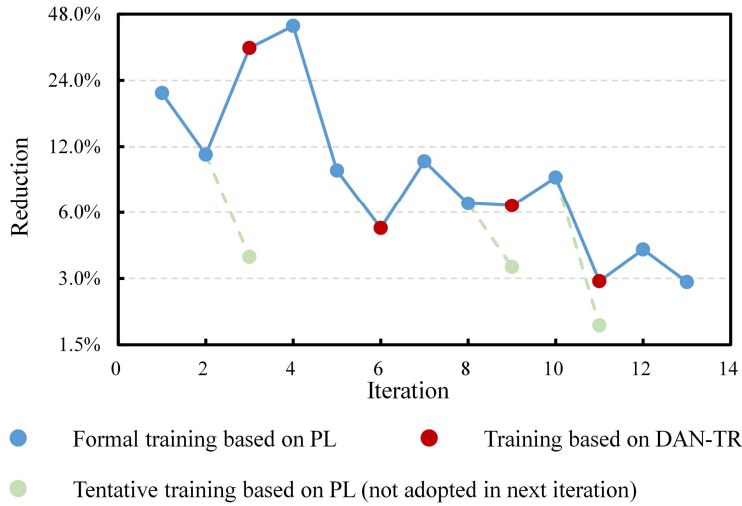 48.0%
24.0%
12.0%
6.0%
3.0%
1.5%
Reduction
0 2 4 6 8 10 12 14
Iteration
Formal training based on PL
Training based on DAN-TR
Tentative training based on PL (not adopted in next iteration)